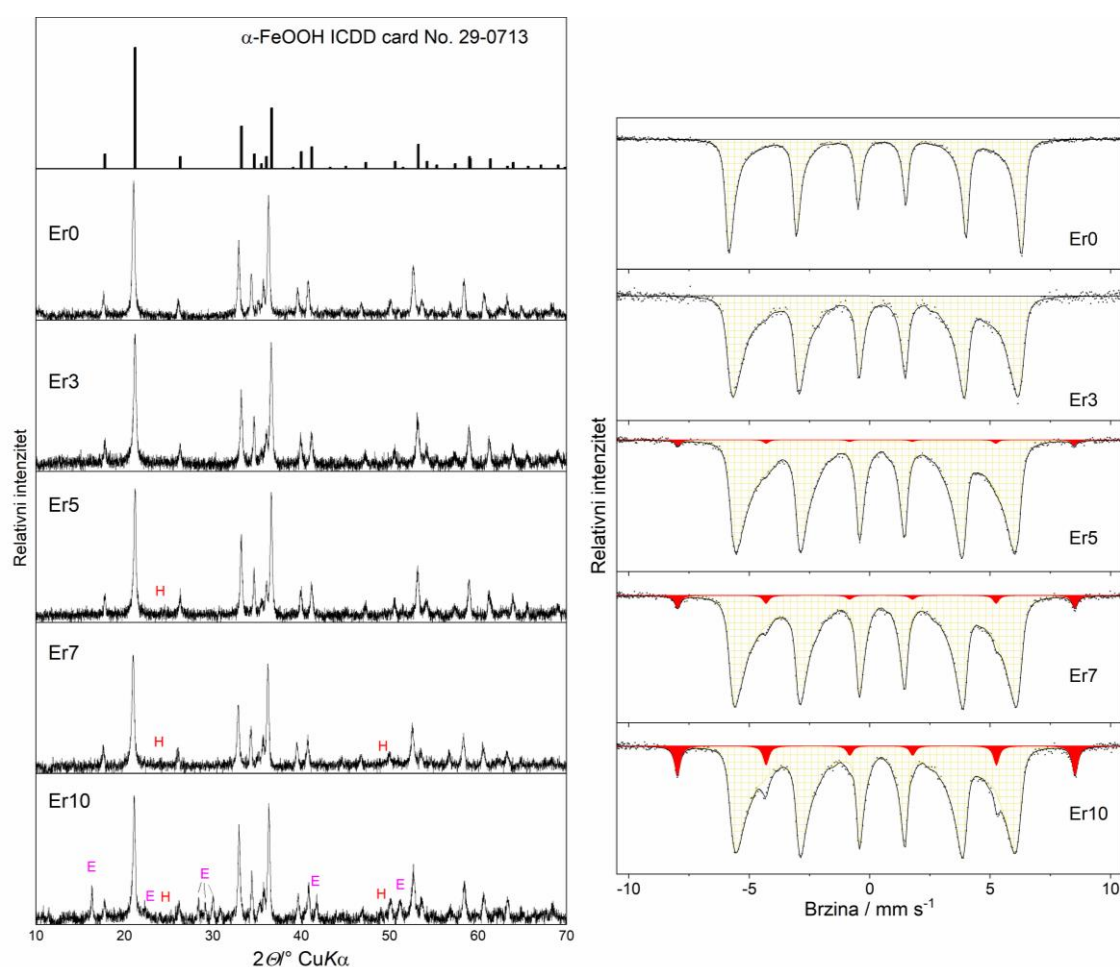 α-FeOOH ICDD card No. 29-0713
Er0
Er3
Er5
H
Er7
H
H
Er10
E
E
H
E
E
H
E
10 20 30 40 50 60 70
2Θ/° CuKα
Relativni intenzitet
Er0
Er3
Er5
Er7
Er10
-10 -5 0 5 10
Brzina / mm s⁻¹
Relativni intenzitet